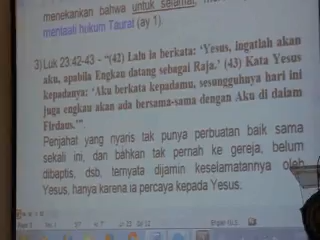 menekankan bahwa untuk selamat,
mentaati hukum Taurat (ay 1).
3) Luk 23:42-43 - “(42) Lalu ia berkata: ‘Yesus, ingatlah akan
aku, apabila Engkau datang sebagai Raja.’ (43) Kata Yesus
kepadanya: ‘Aku berkata kepadamu, sesungguhnya hari ini
juga engkau akan ada bersama-sama dengan Aku di dalam
Firdaus.’”
Penjahat yang nyaris tak punya perbuatan baik sama
sekali ini, dan bahkan tak pernah ke gereja, belum
dibaptis, dsb, ternyata dijamin keselamatannya oleh
Yesus, hanya karena ia percaya kepada Yesus.